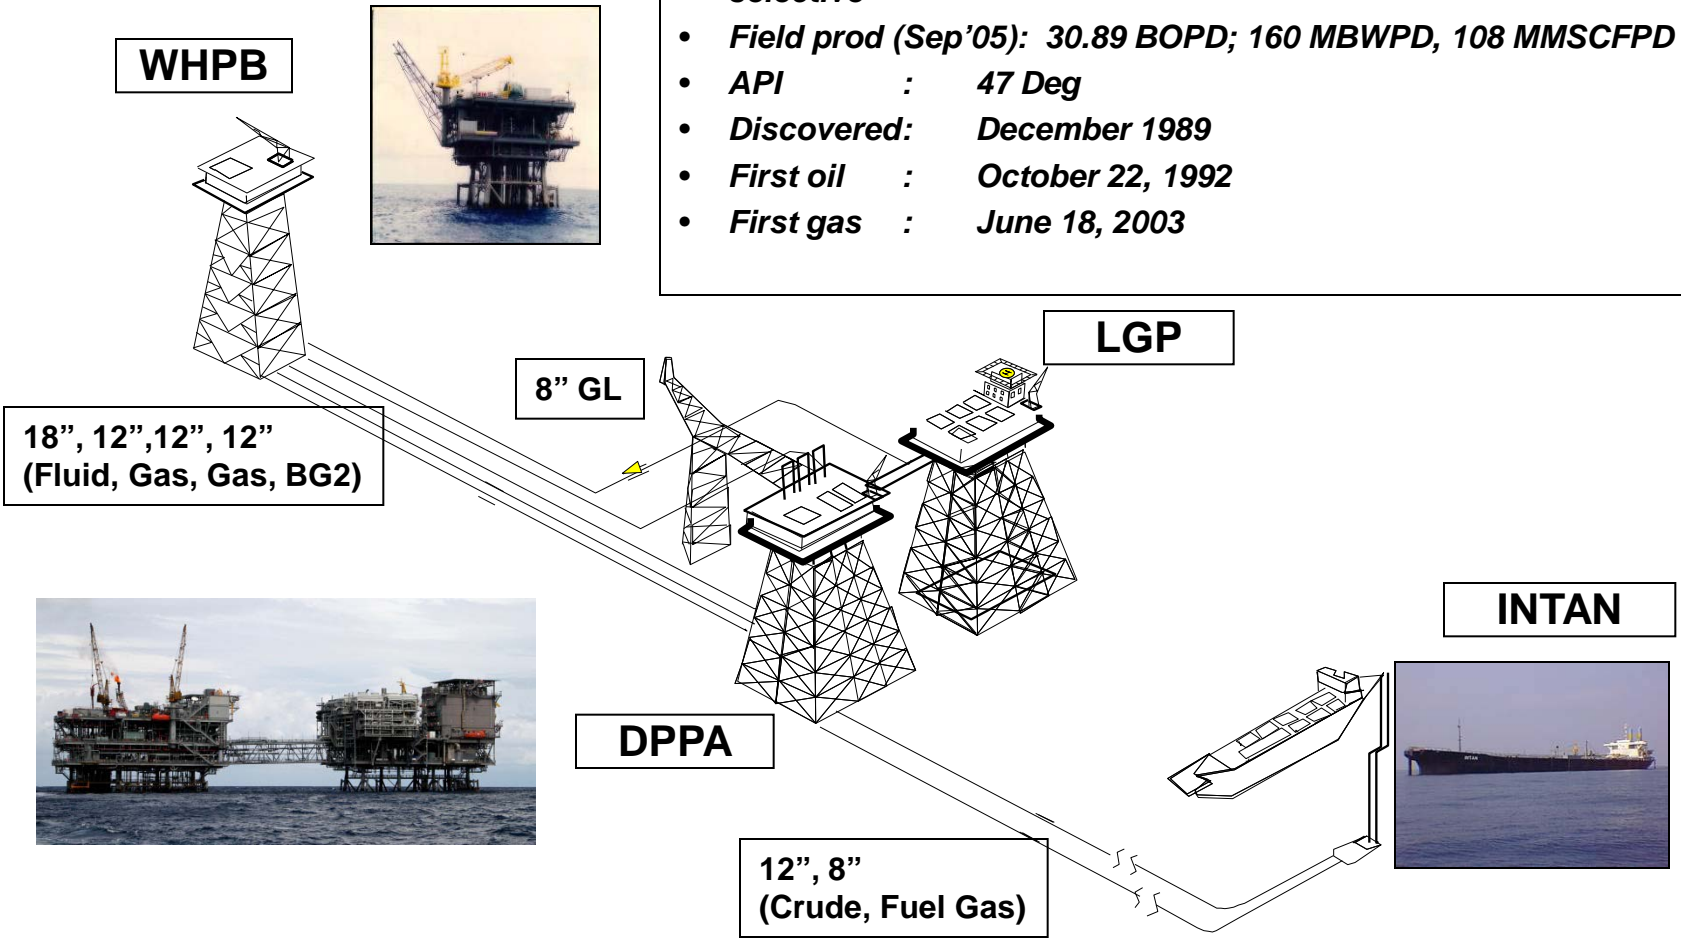 selective
• Field prod (Sep’05): 30.89 BOPD; 160 MBWPD, 108 MMSCFPD
WHPB
• API : 47 Deg
• Discovered: December 1989
• First oil : October 22, 1992
• First gas : June 18, 2003
LGP
8” GL
18”, 12”,12”, 12”
(Fluid, Gas, Gas, BG2)
INTAN
DPPA
INTAN
12”, 8”
(Crude, Fuel Gas)